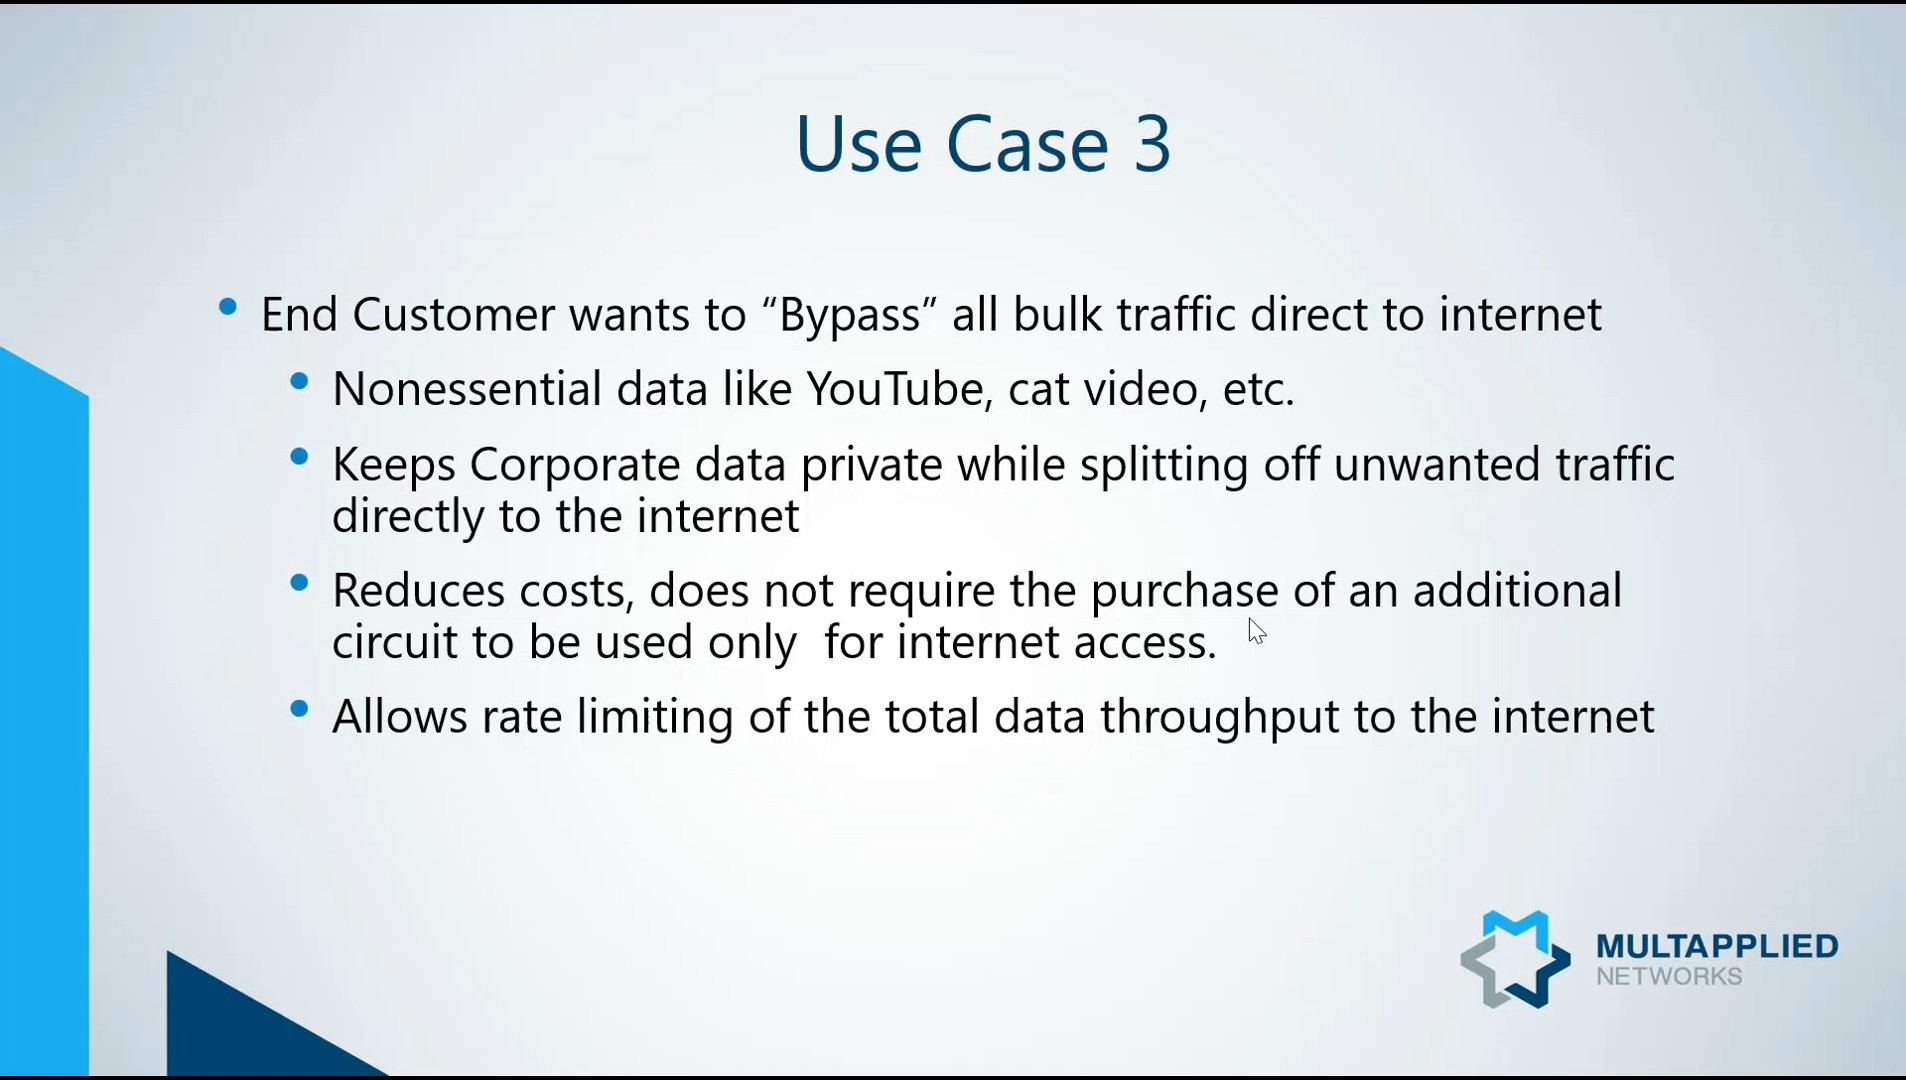 Use Case 3
• End Customer wants to “Bypass” all bulk traffic direct to internet
• Nonessential data like YouTube, cat video, etc.
• Keeps Corporate data private while splitting off unwanted traffic
directly to the internet
• Reduces costs, does not require the purchase of an additional
circuit to be used only  for internet access.
• Allows rate limiting of the total data throughput to the internet
MULTAPPLIED
NETWORKS